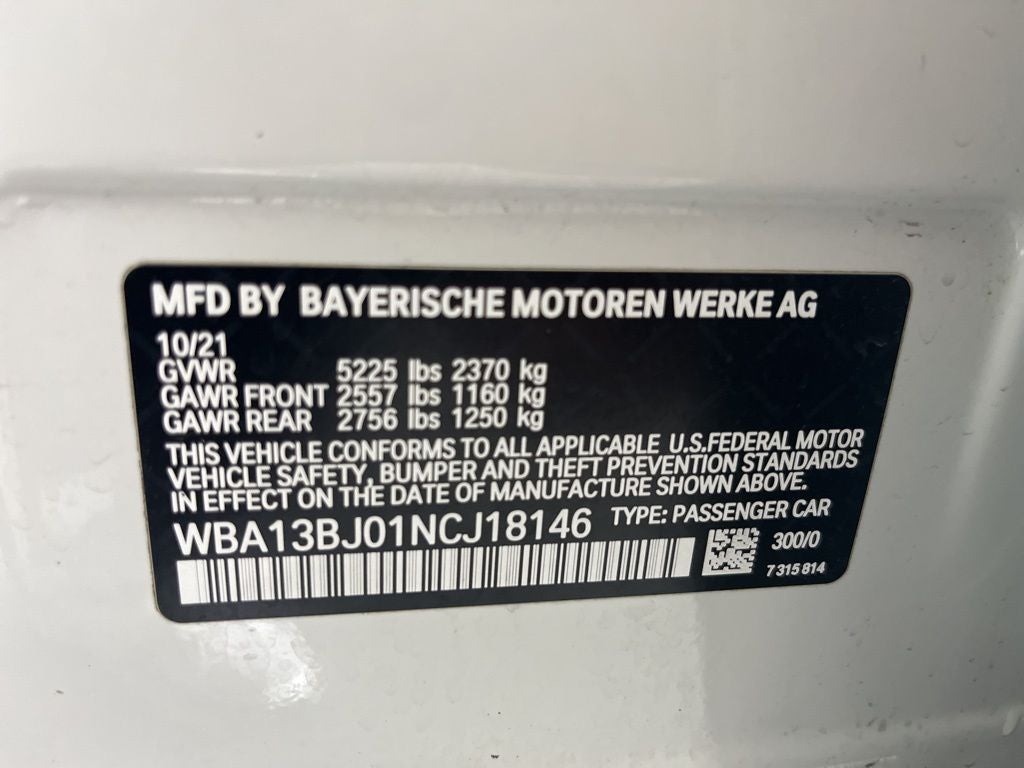 MFD BY BAYERISCHE MOTOREN WERKE AG
10/21
GVWR 5225 lbs 2370 kg
GAWR FRONT 2557 lbs 1160 kg
GAWR REAR 2756 lbs 1250 kg
THIS VEHICLE CONFORMS TO ALL APPLICABLE U.S.FEDERAL MOTOR
VEHICLE SAFETY, BUMPER AND THEFT PREVENTION STANDARDS
IN EFFECT ON THE DATE OF MANUFACTURE SHOWN ABOVE.
WBA13BJ01NCJ18146 TYPE: PASSENGER CAR
300/0
7 315 814